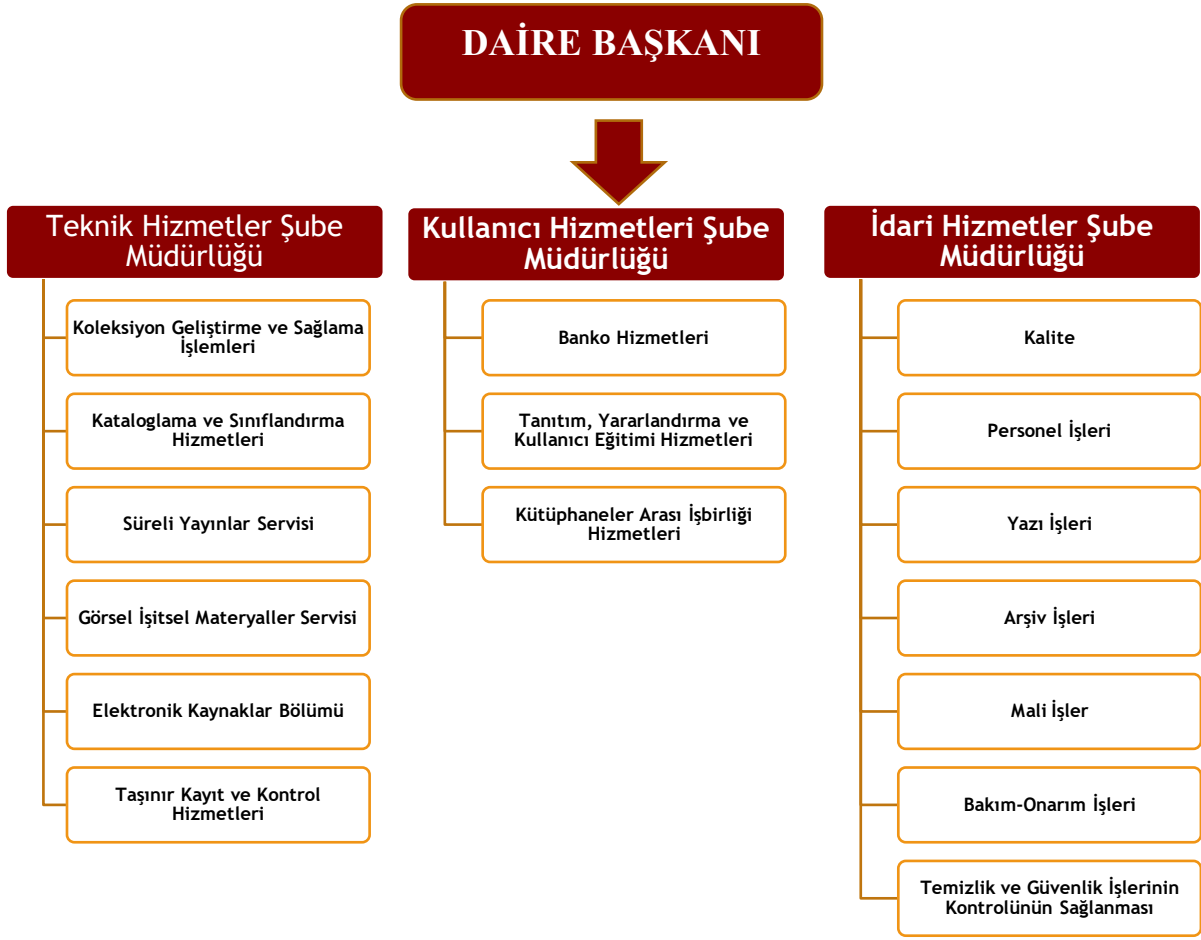 DAİRE BAŞKANI
Teknik Hizmetler Şube
Müdürlüğü
Koleksiyon Geliştirme ve Sağlama
İşlemleri
Kataloglama ve Sınıflandırma
Hizmetleri
Süreli Yayınlar Servisi
Görsel İşitsel Materyaller Servisi
Elektronik Kaynaklar Bölümü
Taşınır Kayıt ve Kontrol
Hizmetleri
Kullanıcı Hizmetleri Şube
Müdürlüğü
Banko Hizmetleri
Tanıtım, Yararlandırma ve
Kullanıcı Eğitimi Hizmetleri
Kütüphaneler Arası İşbirliği
Hizmetleri
İdari Hizmetler Şube
Müdürlüğü
Kalite
Personel İşleri
Yazı İşleri
Arşiv İşleri
Mali İşler
Bakım-Onarım İşleri
Temizlik ve Güvenlik İşlerinin
Kontrolünün Sağlanması